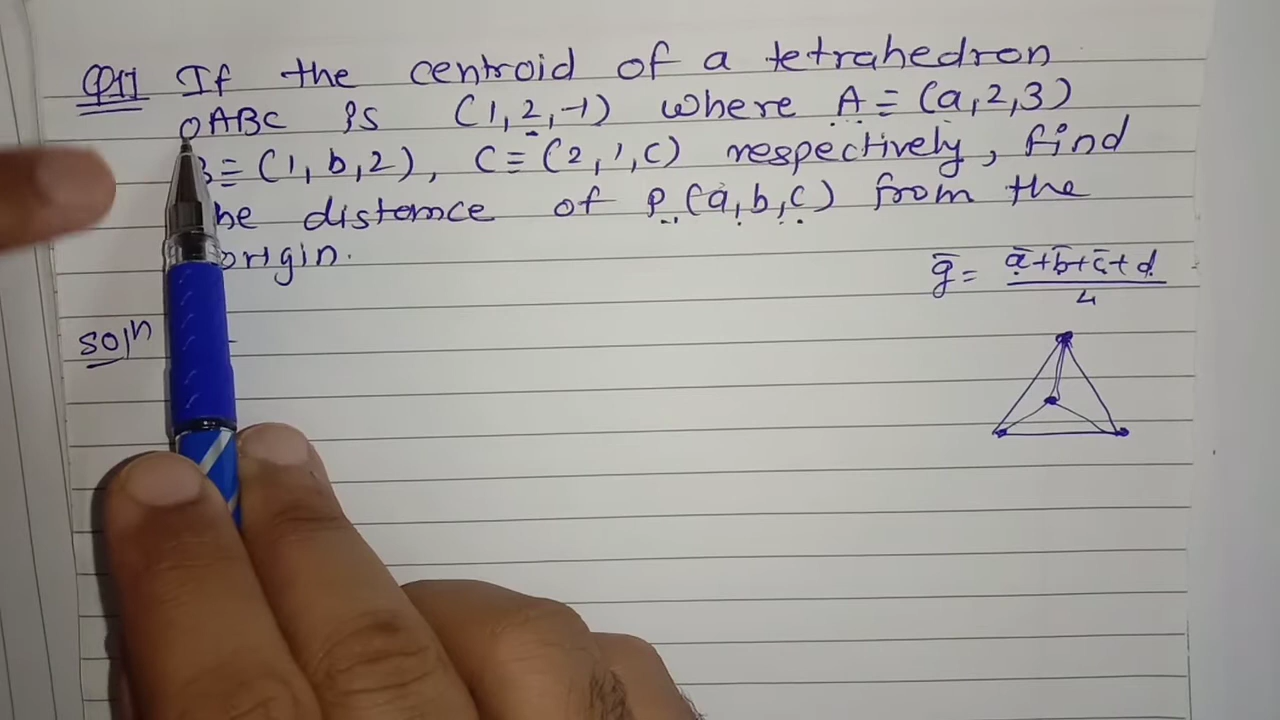 Q11 If the centroid of a tetrahedron
OABC is (1,2,-1) where A ≡ (a,2,3)
B ≡ (1,b,2), C ≡ (2,1,c) respectively, find
he distance of P(a,b,c) from the
origin.
g̅ = a̅+b̅+c̅+d
4
Soln